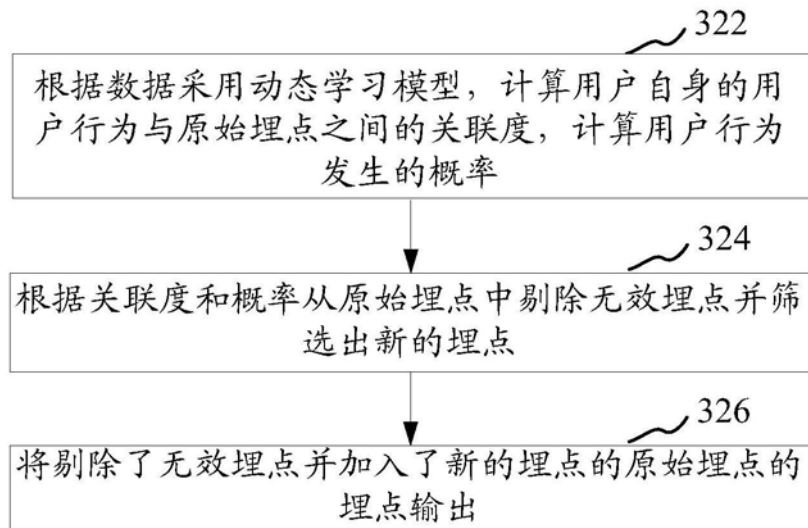 322
根据数据采用动态学习模型，计算用户自身的用
户行为与原始埋点之间的关联度，计算用户行为
发生的概率
324
根据关联度和概率从原始埋点中剔除无效埋点并筛
选出新的埋点
326
将剔除了无效埋点并加入了新的埋点的原始埋点的
埋点输出